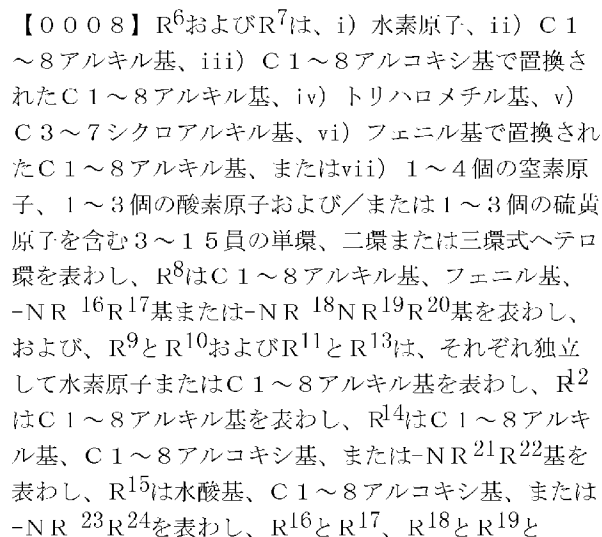 【０００８】R⁶およびR⁷は、i）水素原子、ii）Ｃ１
～８アルキル基、iii）Ｃ１～８アルコキシ基で置換さ
れたＣ１～８アルキル基、iv）トリハロメチル基、v）
Ｃ３～７シクロアルキル基、vi）フェニル基で置換され
たＣ１～８アルキル基、またはvii）１～４個の窒素原
子、１～３個の酸素原子および／または１～３個の硫黄
原子を含む３～１５員の単環、二環または三環式ヘテロ
環を表わし、R⁸はＣ１～８アルキル基、フェニル基、
-ＮＲ ¹⁶R¹⁷基または-ＮＲ ¹⁸ＮR¹⁹R²⁰基を表わし、
および、R⁹とR¹⁰およびR¹¹とR¹³は、それぞれ独立
して水素原子またはＣ１～８アルキル基を表わし、R¹²
はＣ１～８アルキル基を表わし、R¹⁴はＣ１～８アルキ
ル基、Ｃ１～８アルコキシ基、または-ＮＲ²¹R²²基を
表わし、R¹⁵は水酸基、Ｃ１～８アルコキシ基、または
-ＮＲ ²³R²⁴を表わし、R¹⁶とR¹⁷、R¹⁸とR¹⁹と